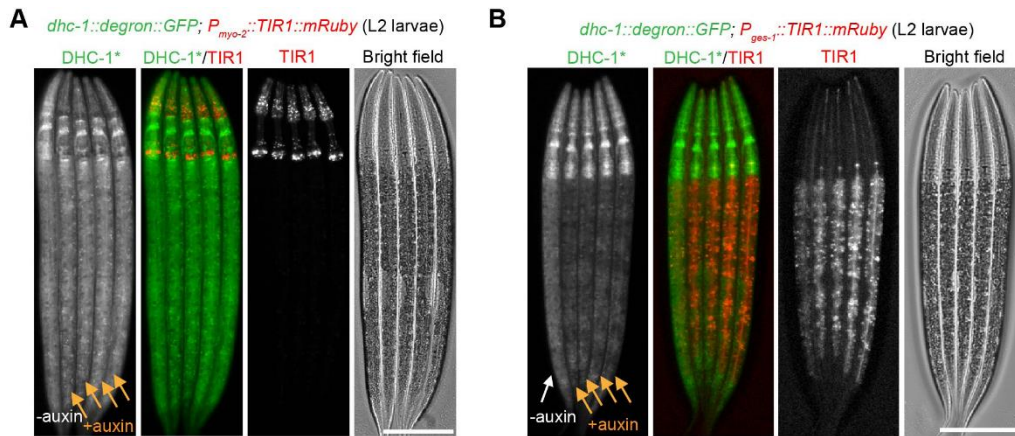 A
dhc-1::degron::GFP; Pmyo-2::TIR1::mRuby (L2 larvae)
DHC-1* DHC-1*/TIR1 TIR1 Bright field
-auxin
+auxin
B
dhc-1::degron::GFP; Pges-1::TIR1::mRuby (L2 larvae)
DHC-1* DHC-1*/TIR1 TIR1 Bright field
-auxin
+auxin